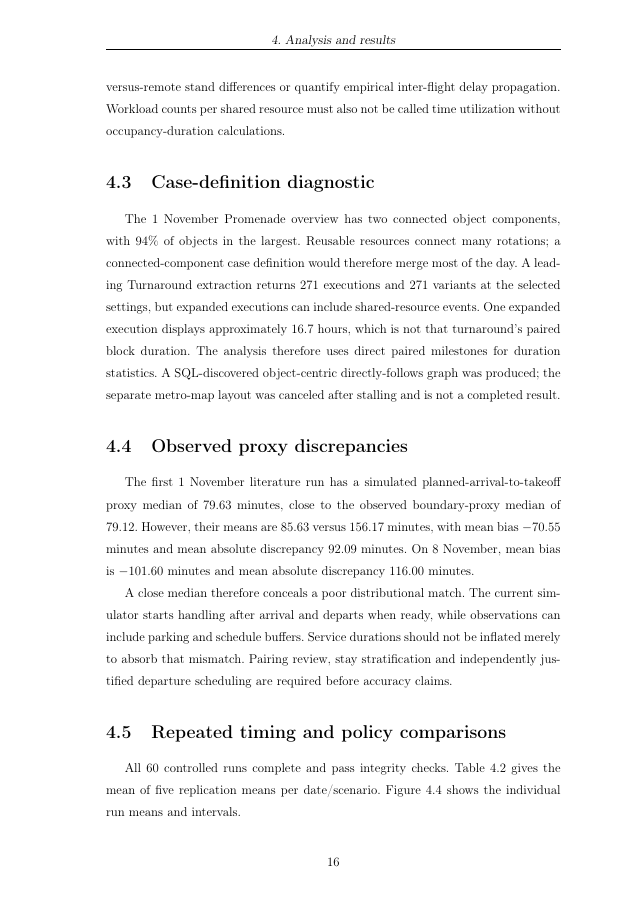 4. Analysis and results
versus-remote stand differences or quantify empirical inter-flight delay propagation.
Workload counts per shared resource must also not be called time utilization without
occupancy-duration calculations.
4.3 Case-definition diagnostic
The 1 November Promenade overview has two connected object components,
with 94% of objects in the largest. Reusable resources connect many rotations; a
connected-component case definition would therefore merge most of the day. A lead-
ing Turnaround extraction returns 271 executions and 271 variants at the selected
settings, but expanded executions can include shared-resource events. One expanded
execution displays approximately 16.7 hours, which is not that turnaround's paired
block duration. The analysis therefore uses direct paired milestones for duration
statistics. A SQL-discovered object-centric directly-follows graph was produced; the
separate metro-map layout was canceled after stalling and is not a completed result.
4.4 Observed proxy discrepancies
The first 1 November literature run has a simulated planned-arrival-to-takeoff
proxy median of 79.63 minutes, close to the observed boundary-proxy median of
79.12. However, their means are 85.63 versus 156.17 minutes, with mean bias −70.55
minutes and mean absolute discrepancy 92.09 minutes. On 8 November, mean bias
is −101.60 minutes and mean absolute discrepancy 116.00 minutes.
A close median therefore conceals a poor distributional match. The current sim-
ulator starts handling after arrival and departs when ready, while observations can
include parking and schedule buffers. Service durations should not be inflated merely
to absorb that mismatch. Pairing review, stay stratification and independently jus-
tified departure scheduling are required before accuracy claims.
4.5 Repeated timing and policy comparisons
All 60 controlled runs complete and pass integrity checks. Table 4.2 gives the
mean of five replication means per date/scenario. Figure 4.4 shows the individual
run means and intervals.
16